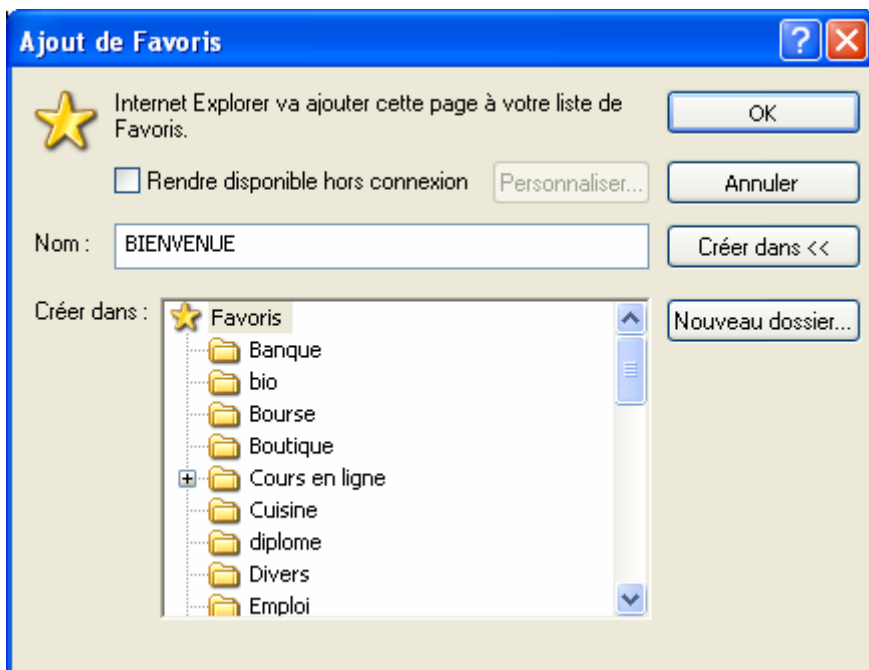 Ajout de Favoris
Internet Explorer va ajouter cette page à votre liste de
Favoris.
OK
Rendre disponible hors connexion
Personnaliser...
Annuler
Nom :
BIENVENUE
Créer dans <<
Créer dans :
Favoris
Nouveau dossier...
Banque
bio
Bourse
Boutique
Cours en ligne
Cuisine
diplome
Divers
Emploi